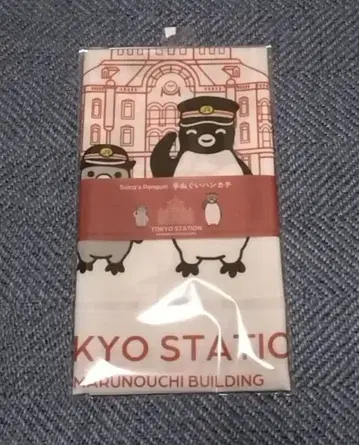 Suica's Penguin 手ぬぐいハンカチ
TOKYO STATION
KYO STATIO
MARUNOUCHI BUILDING